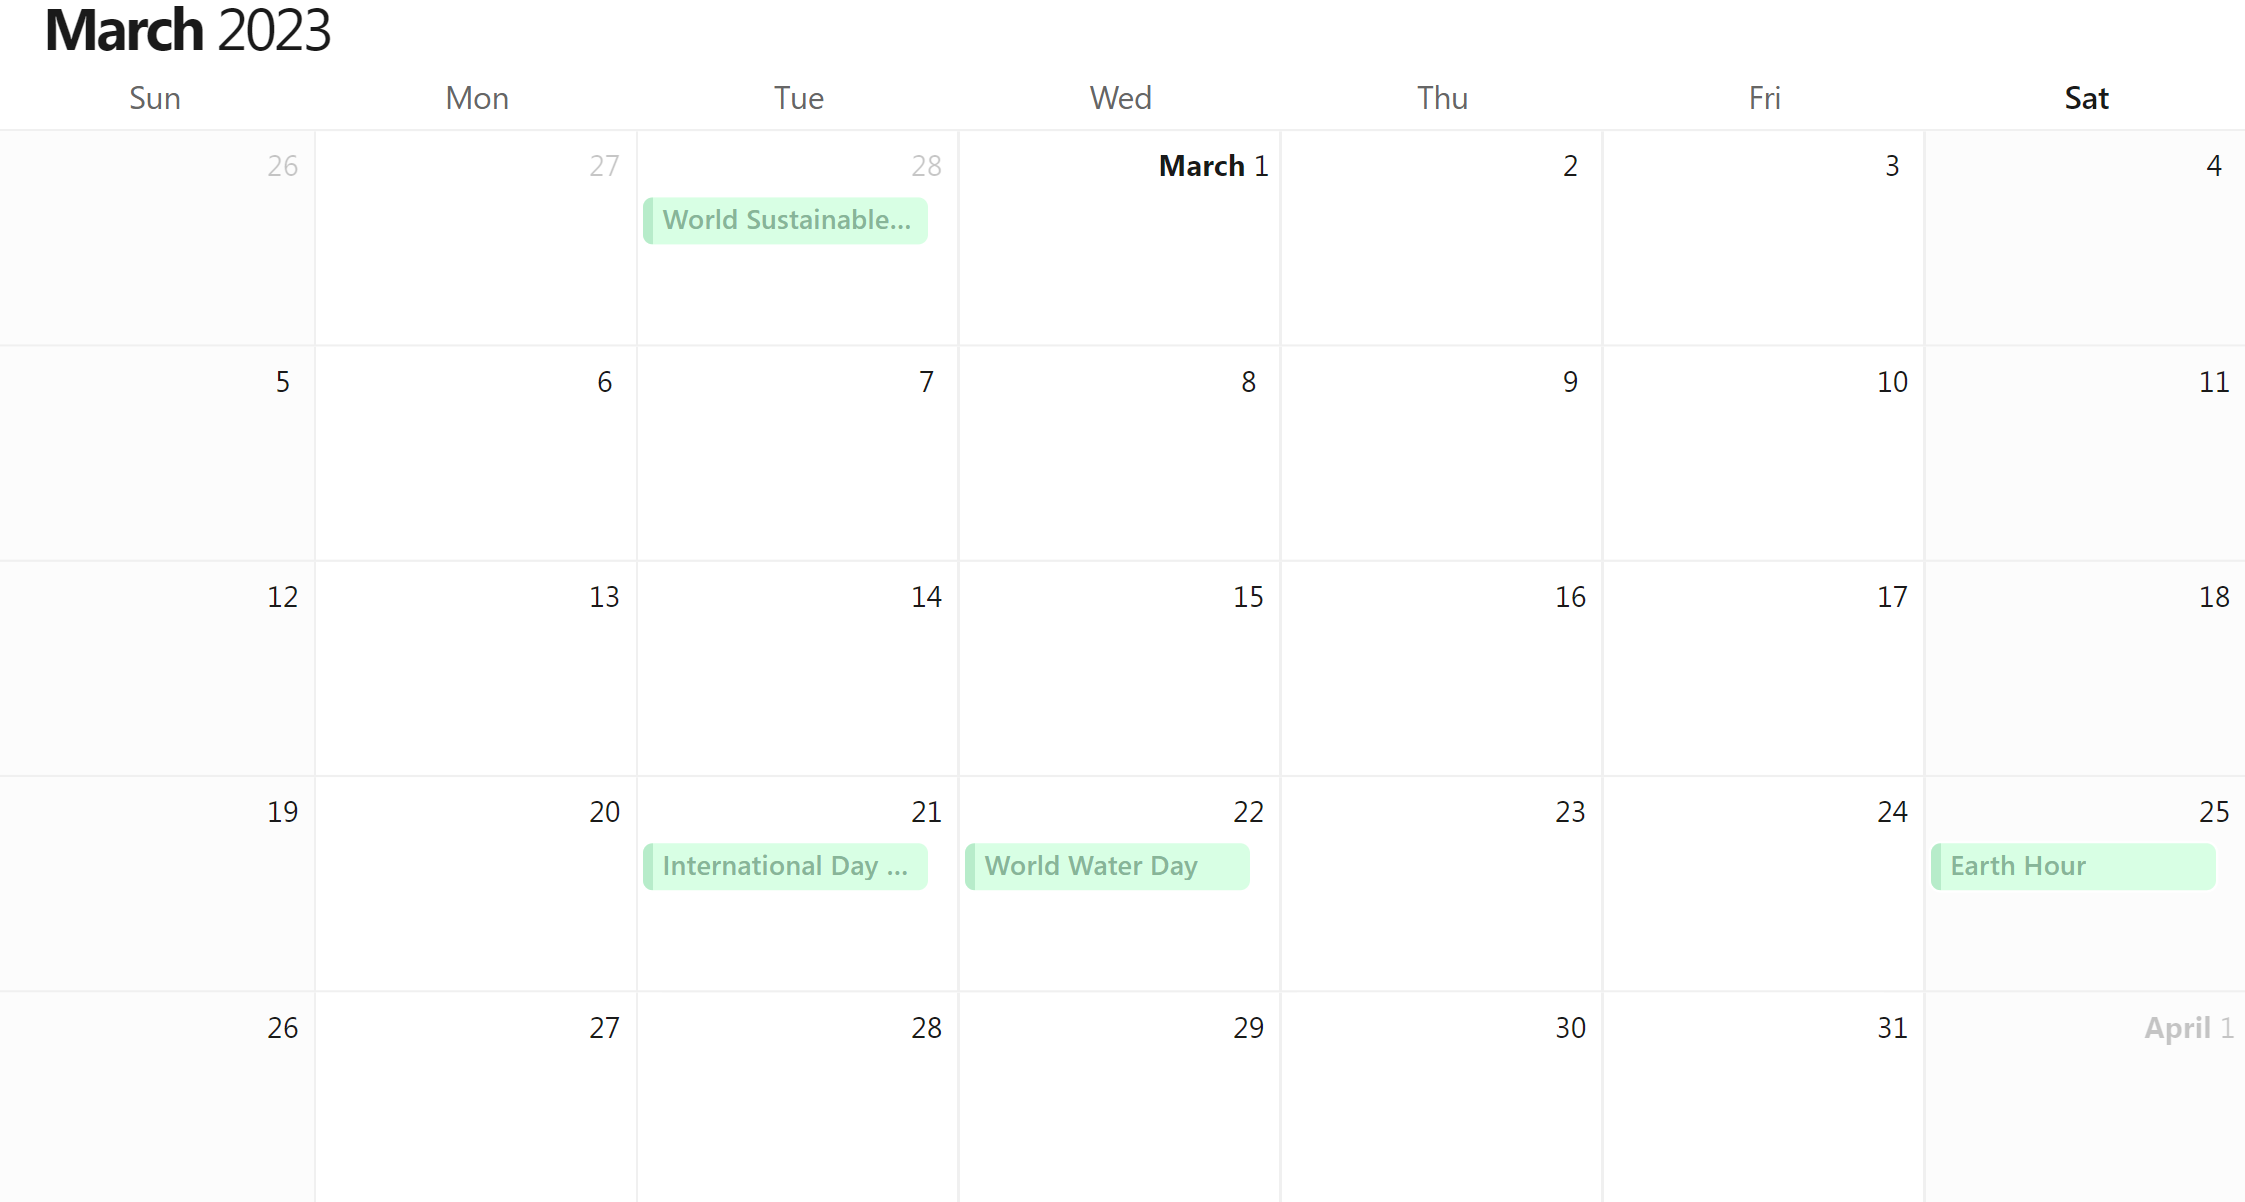 March 2023
Sun Mon Tue Wed Thu Fri Sat
26 27 28 March 1 2 3 4
World Sustainable...
5 6 7 8 9 10 11
12 13 14 15 16 17 18
19 20 21 22 23 24 25
International Day ... World Water Day Earth Hour
26 27 28 29 30 31 April 1